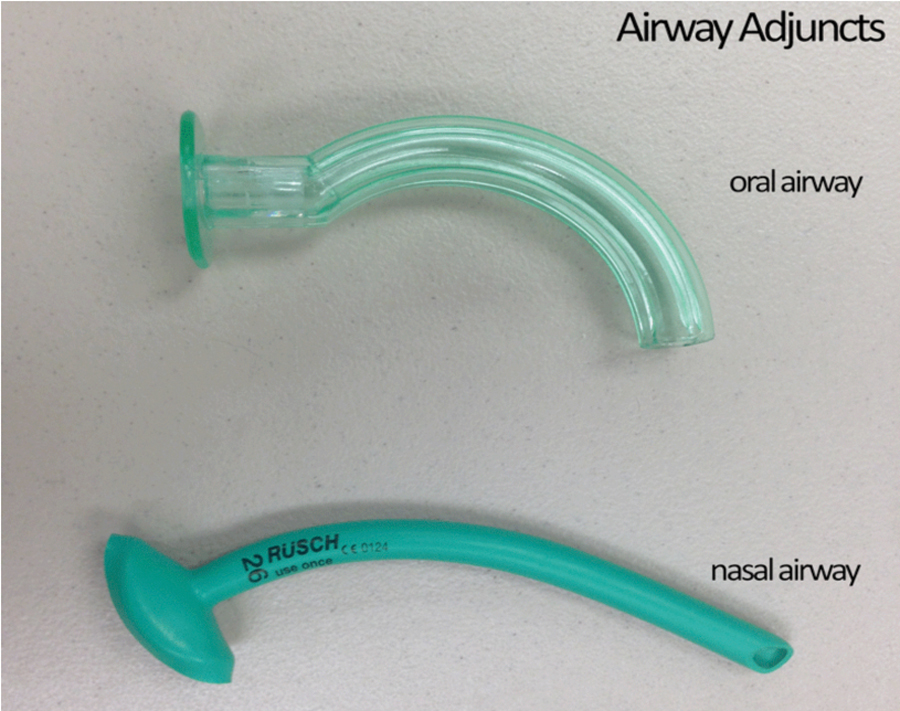 Airway Adjuncts
oral airway
RÜSCH CE 0124
26 use once
nasal airway